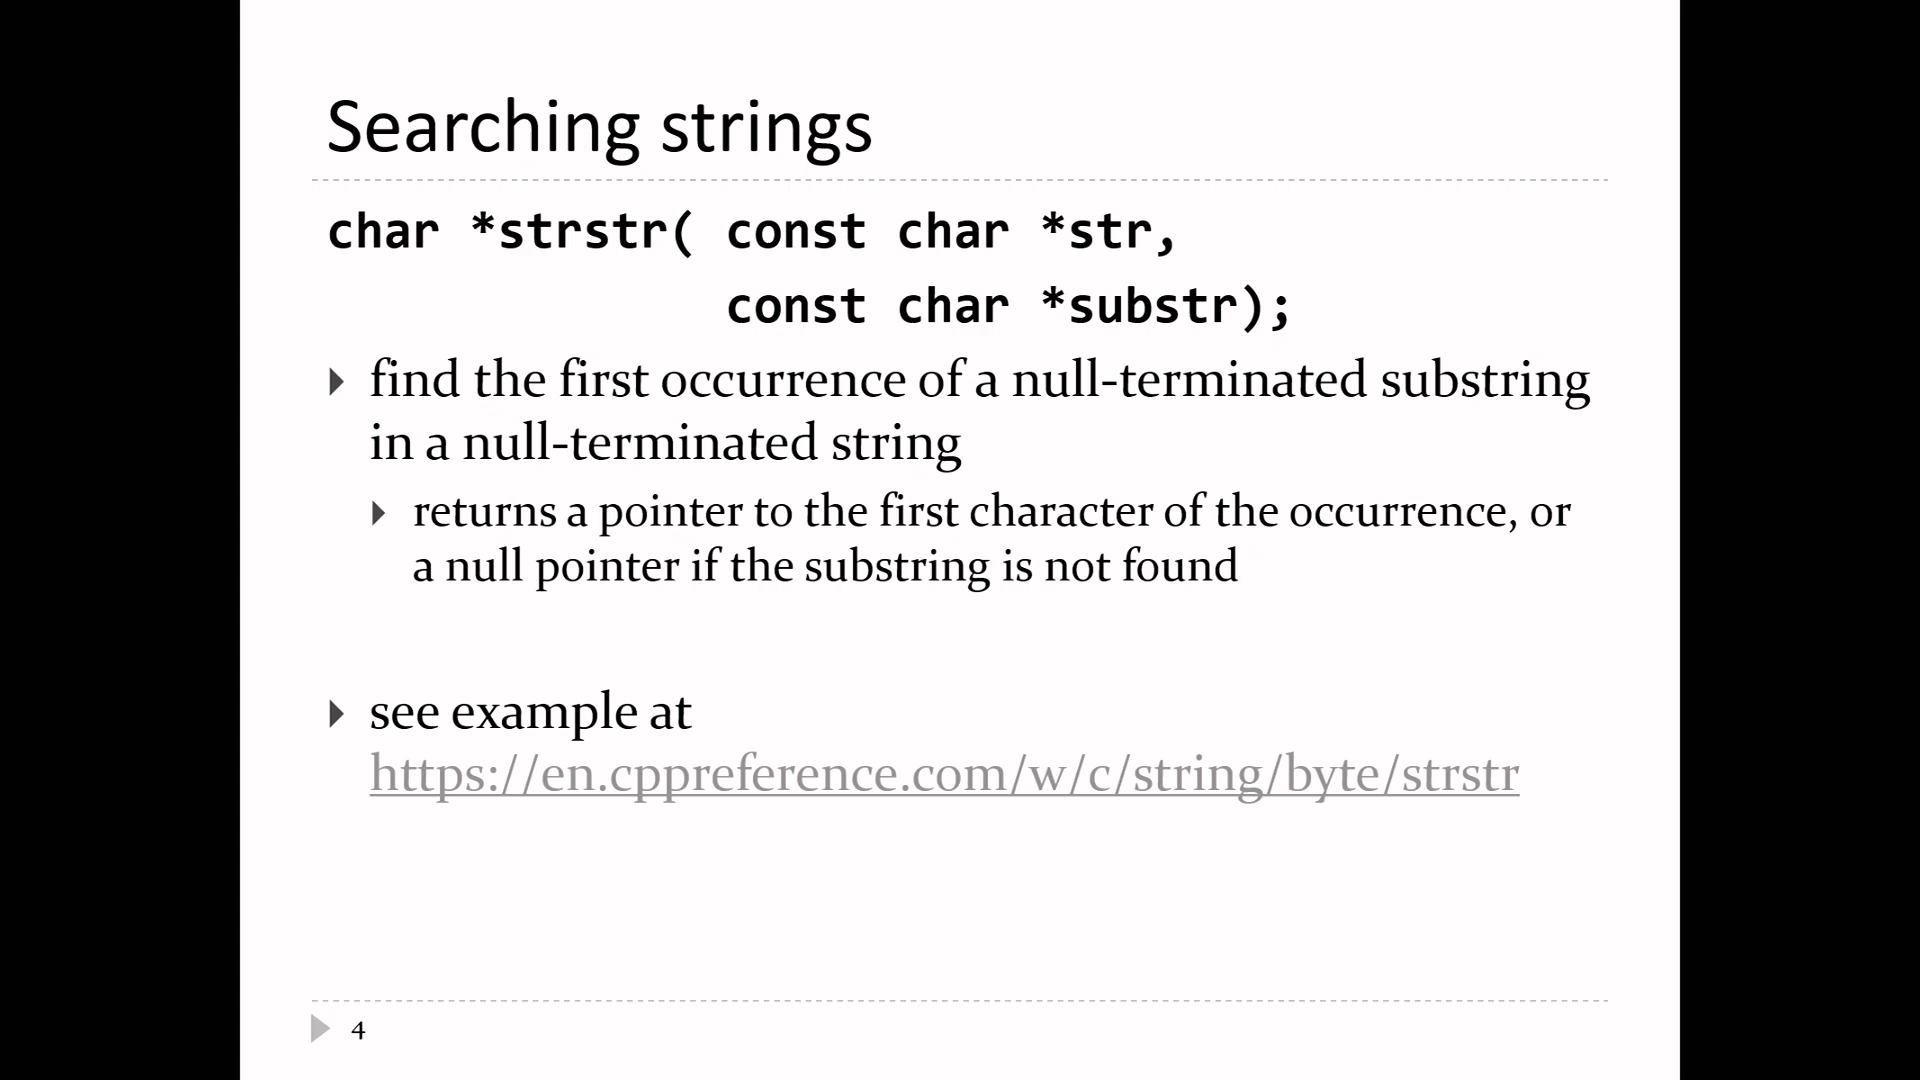 Searching strings
char *strstr( const char *str,
const char *substr);
find the first occurrence of a null-terminated substring
in a null-terminated string
returns a pointer to the first character of the occurrence, or
a null pointer if the substring is not found
see example at
https://en.cppreference.com/w/c/string/byte/strstr
4